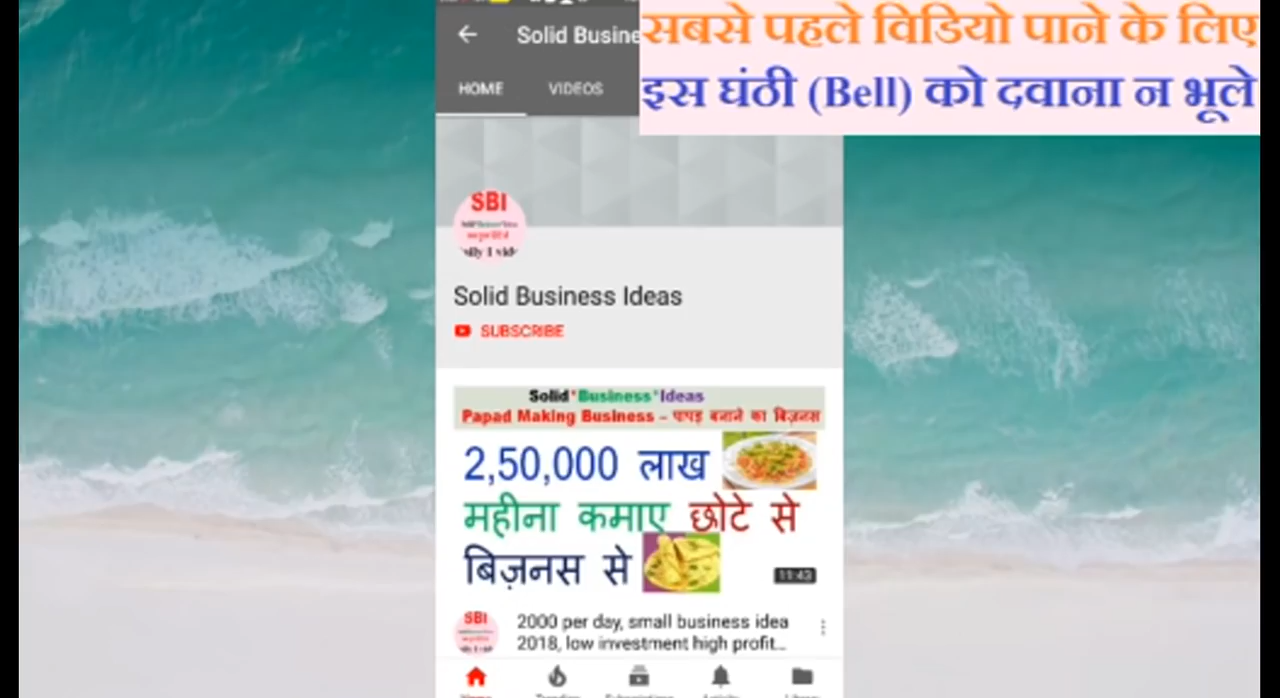 Solid Busine
सबसे पहले विडियो पाने के लिए
इस घंठी (Bell) को दवाना न भूले
HOME VIDEOS
SBI
Solid Business Ideas
SUBSCRIBE
Solid*Business*Ideas
Papad Making Business – पापड़ बनाने का बिज़नस
2,50,000 लाख
महीना कमाए छोटे से
बिज़नस से
11:43
SBI
2000 per day, small business idea
2018, low investment high profit...